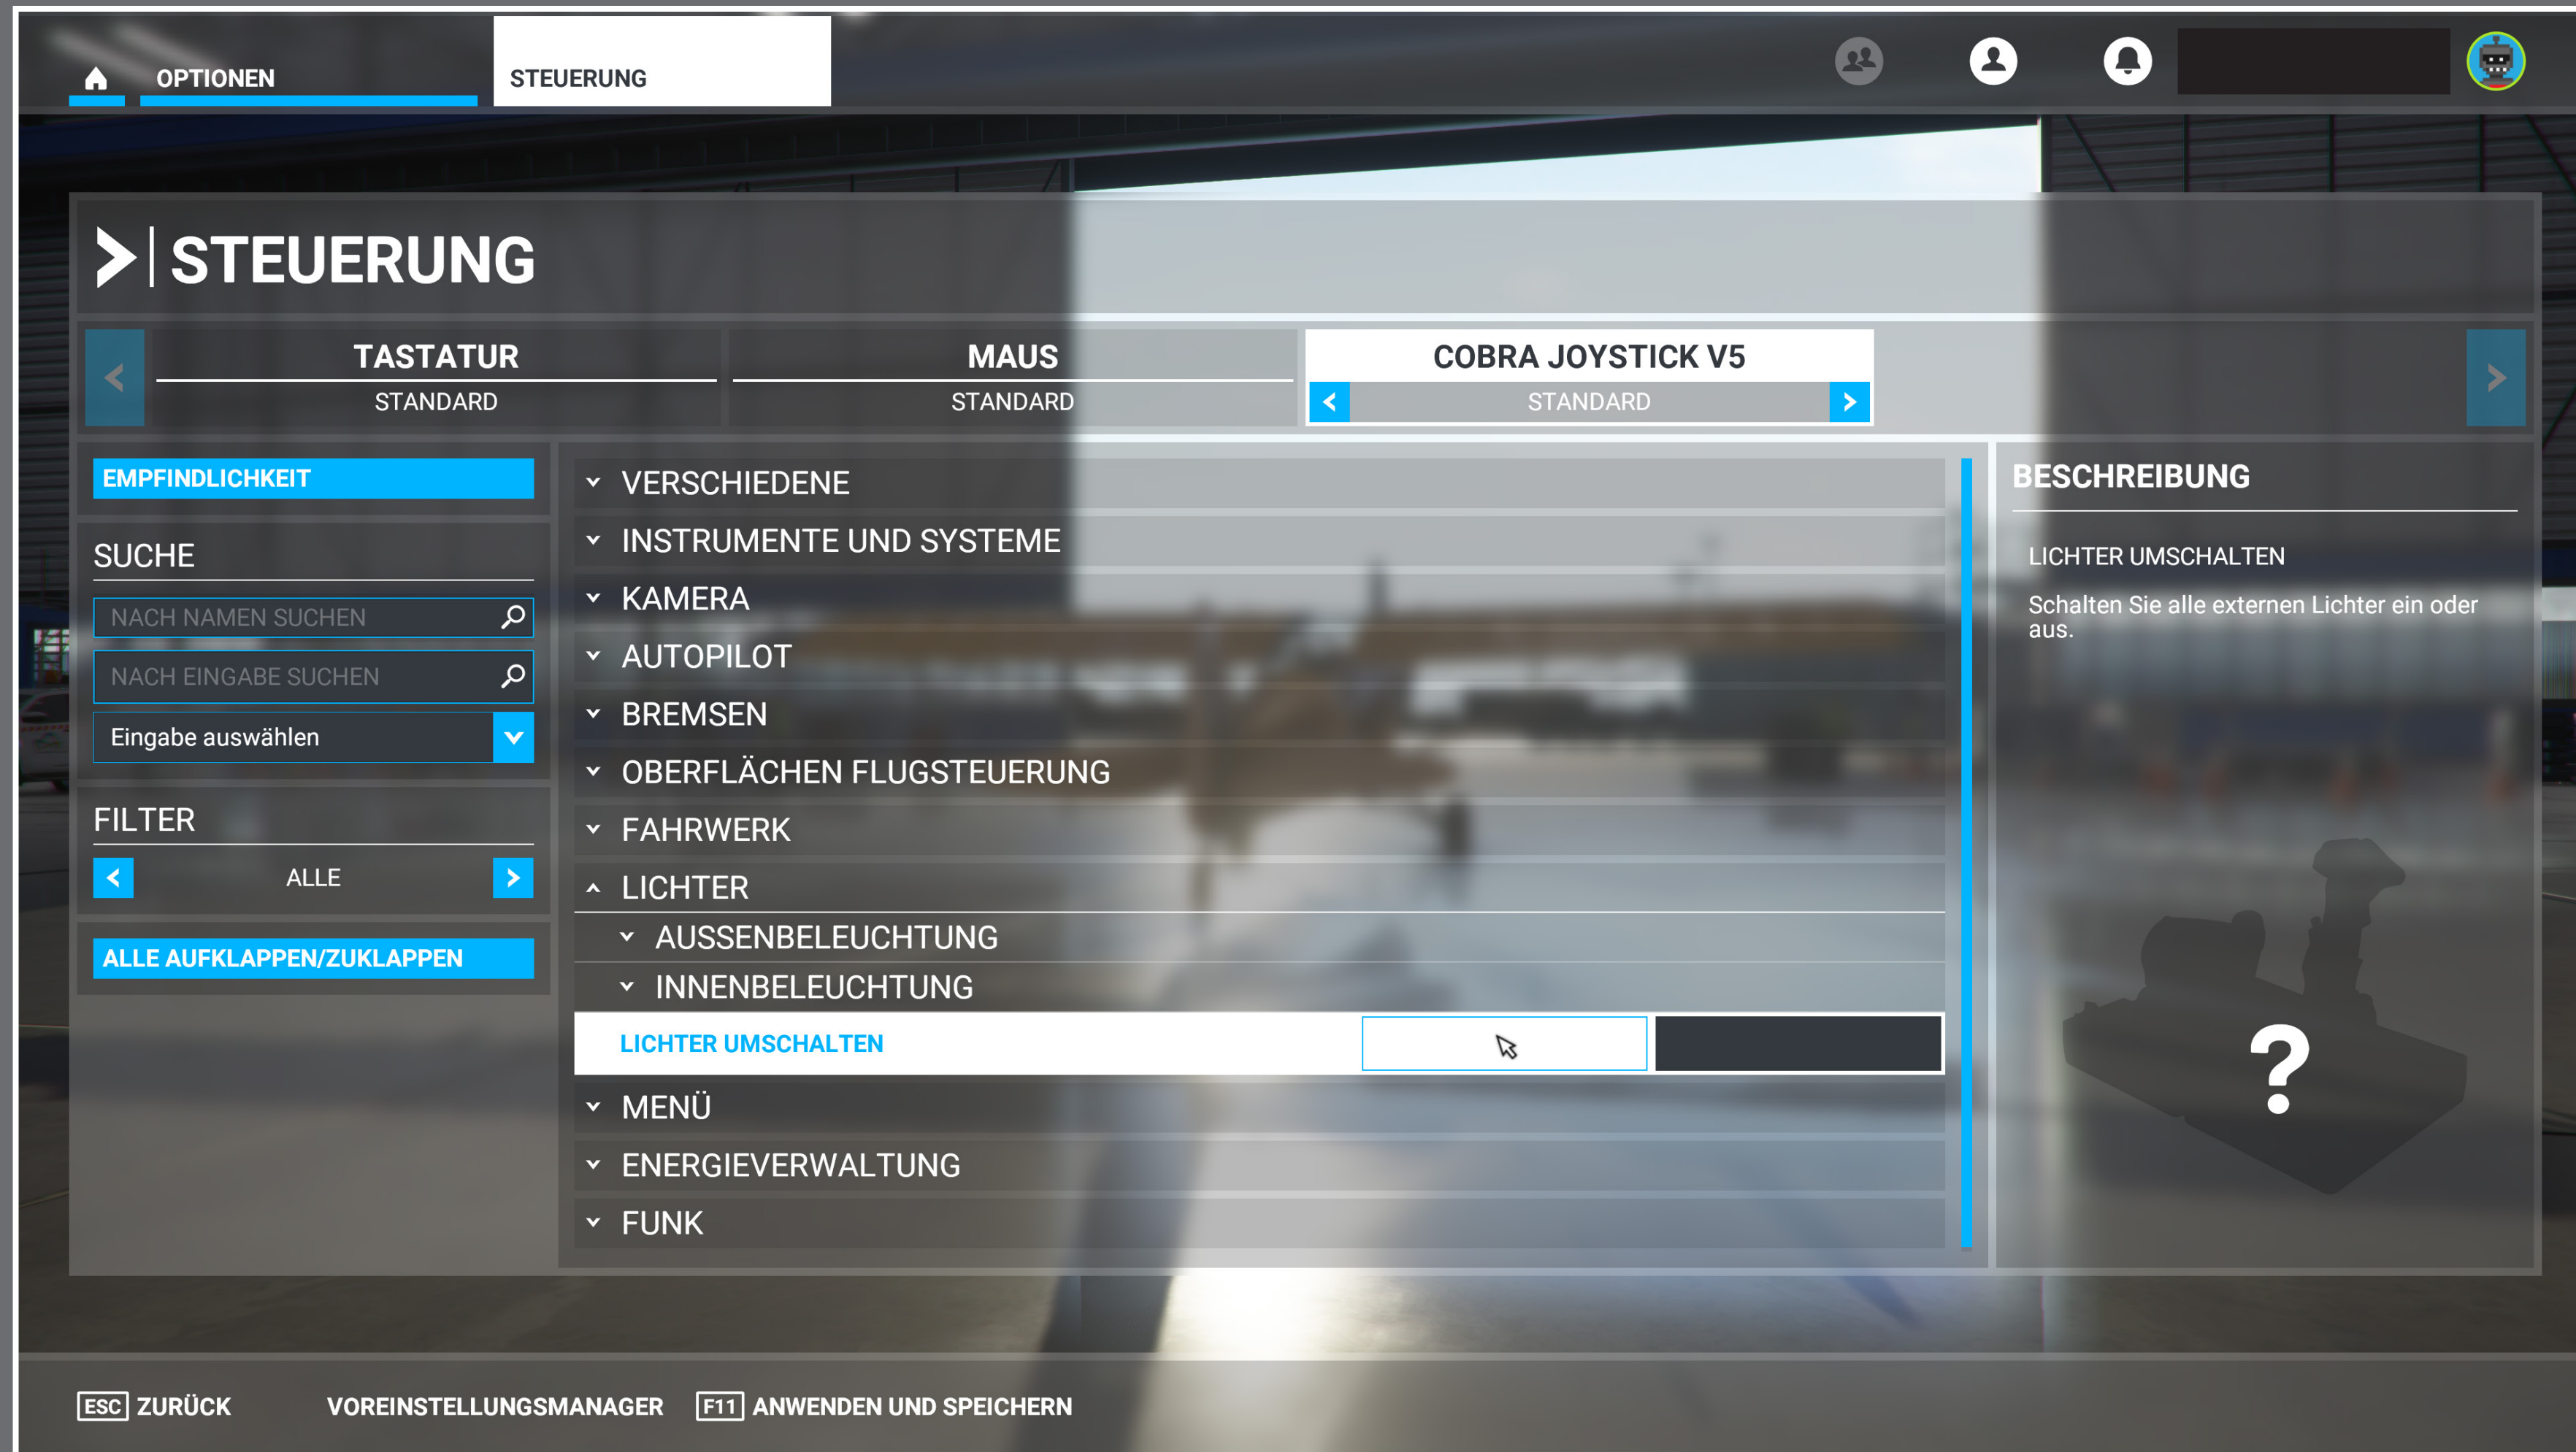 OPTIONEN
STEUERUNG
STEUERUNG
TASTATUR
STANDARD
MAUS
STANDARD
COBRA JOYSTICK V5
STANDARD
EMPFINDLICHKEIT
SUCHE
NACH NAMEN SUCHEN
NACH EINGABE SUCHEN
Eingabe auswählen
FILTER
ALLE
ALLE AUFKLAPPEN/ZUKLAPPEN
VERSCHIEDENE
INSTRUMENTE UND SYSTEME
KAMERA
AUTOPILOT
BREMSEN
OBERFLÄCHEN FLUGSTEUERUNG
FAHRWERK
LICHTER
AUSSENBELEUCHTUNG
INNENBELEUCHTUNG
LICHTER UMSCHALTEN
MENÜ
ENERGIEVERWALTUNG
FUNK
BESCHREIBUNG
LICHTER UMSCHALTEN
Schalten Sie alle externen Lichter ein oder
aus.
?
ESC ZURÜCK
VOREINSTELLUNGSMANAGER
F11 ANWENDEN UND SPEICHERN